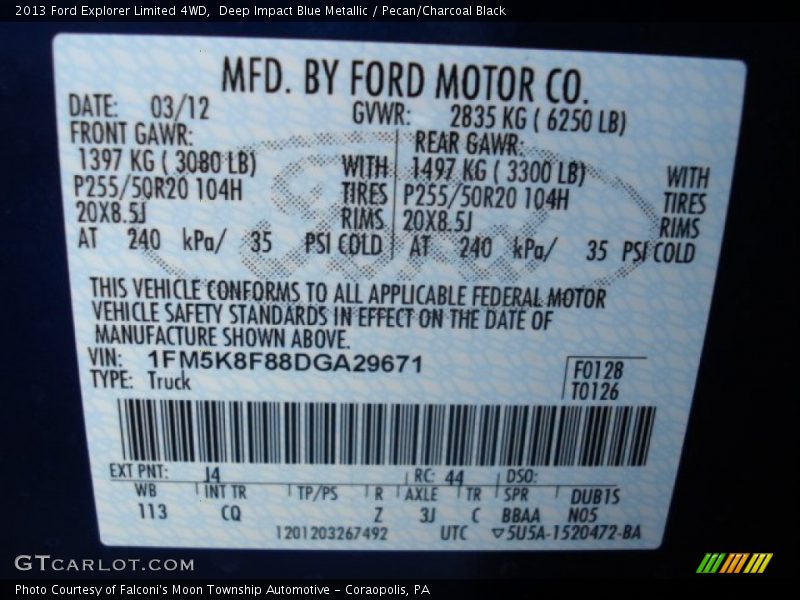 2013 Ford Explorer Limited 4WD, Deep Impact Blue Metallic / Pecan/Charcoal Black
MFD. BY FORD MOTOR CO.
DATE: 03/12 GVWR: 2835 KG ( 6250 LB)
FRONT GAWR: REAR GAWR:
1397 KG ( 3080 LB) WITH 1497 KG ( 3300 LB) WITH
P255/50R20 104H TIRES P255/50R20 104H TIRES
20X8.5J RIMS 20X8.5J RIMS
AT 240 kPa/ 35 PSI COLD AT 240 kPa/ 35 PSI COLD
THIS VEHICLE CONFORMS TO ALL APPLICABLE FEDERAL MOTOR
VEHICLE SAFETY STANDARDS IN EFFECT ON THE DATE OF
MANUFACTURE SHOWN ABOVE.
VIN: 1FM5K8F88DGA29671
TYPE: Truck
F0128
T0126
EXT PNT: J4 RC: 44 DSO:
WB INT TR TP/PS R AXLE TR SPR DUB1S
113 CQ Z 3J C BBAA N05
1201203267492 UTC ▽5U5A-1520472-BA
GTCARLOT.COM
Photo Courtesy of Falconi's Moon Township Automotive - Coraopolis, PA